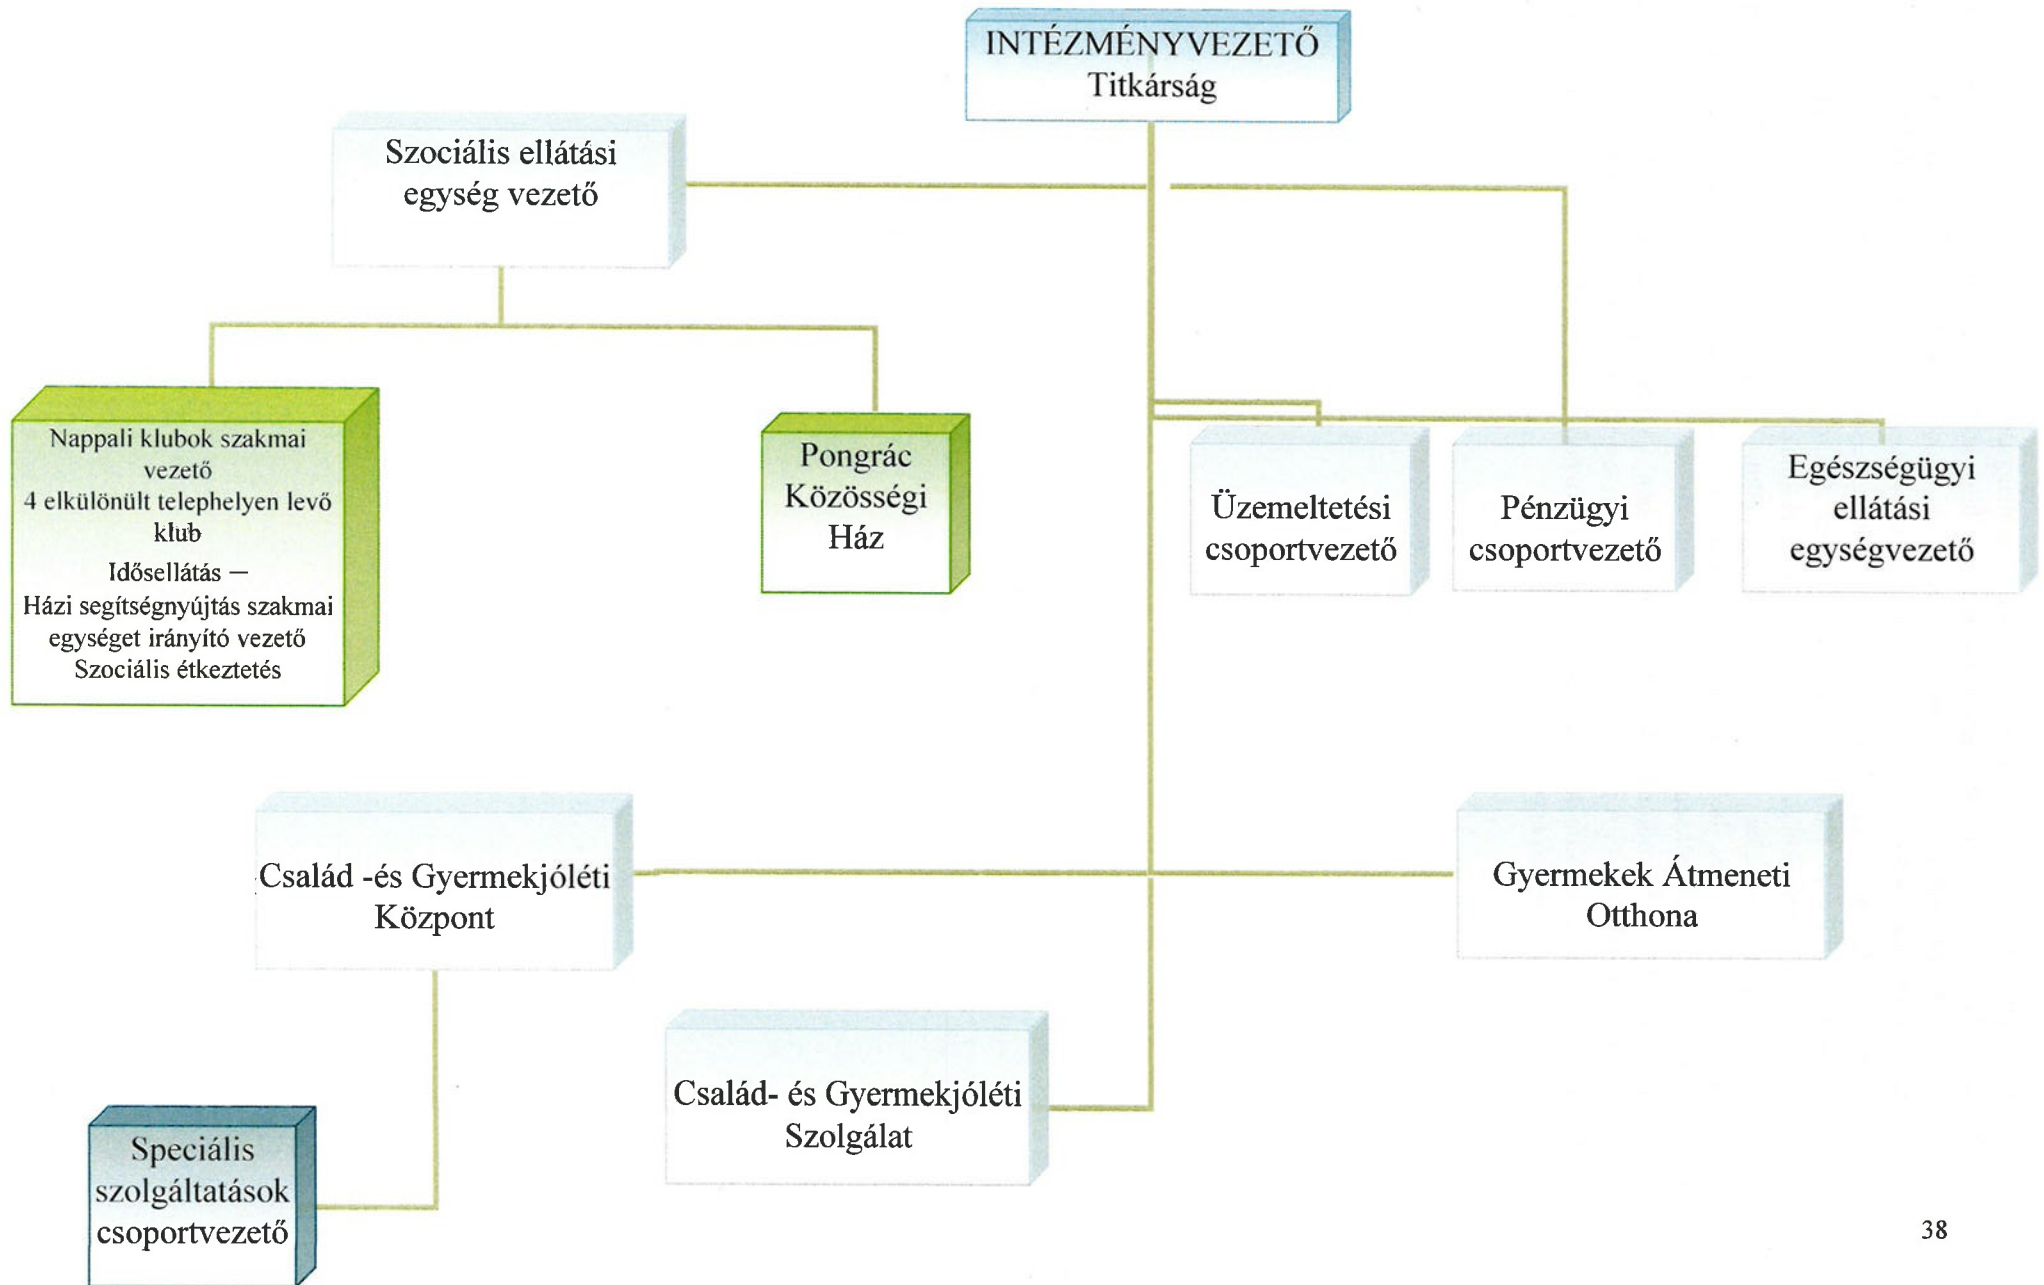 INTÉZMÉNYVEZETŐ
Titkárság
Szociális ellátási
egység vezető
Nappali klubok szakmai
vezető
4 elkülönült telephelyen levő
klub
Idősellátás —
Házi segítségnyújtás szakmai
egységet irányító vezető
Szociális étkeztetés
Pongrác
Közösségi
Ház
Üzemeltetési
csoportvezető
Pénzügyi
csoportvezető
Egészségügyi
ellátási
egységvezető
Család -és Gyermekjóléti
Központ
Gyermekek Átmeneti
Otthona
Család- és Gyermekjóléti
Szolgálat
Speciális
szolgáltatások
csoportvezető
38